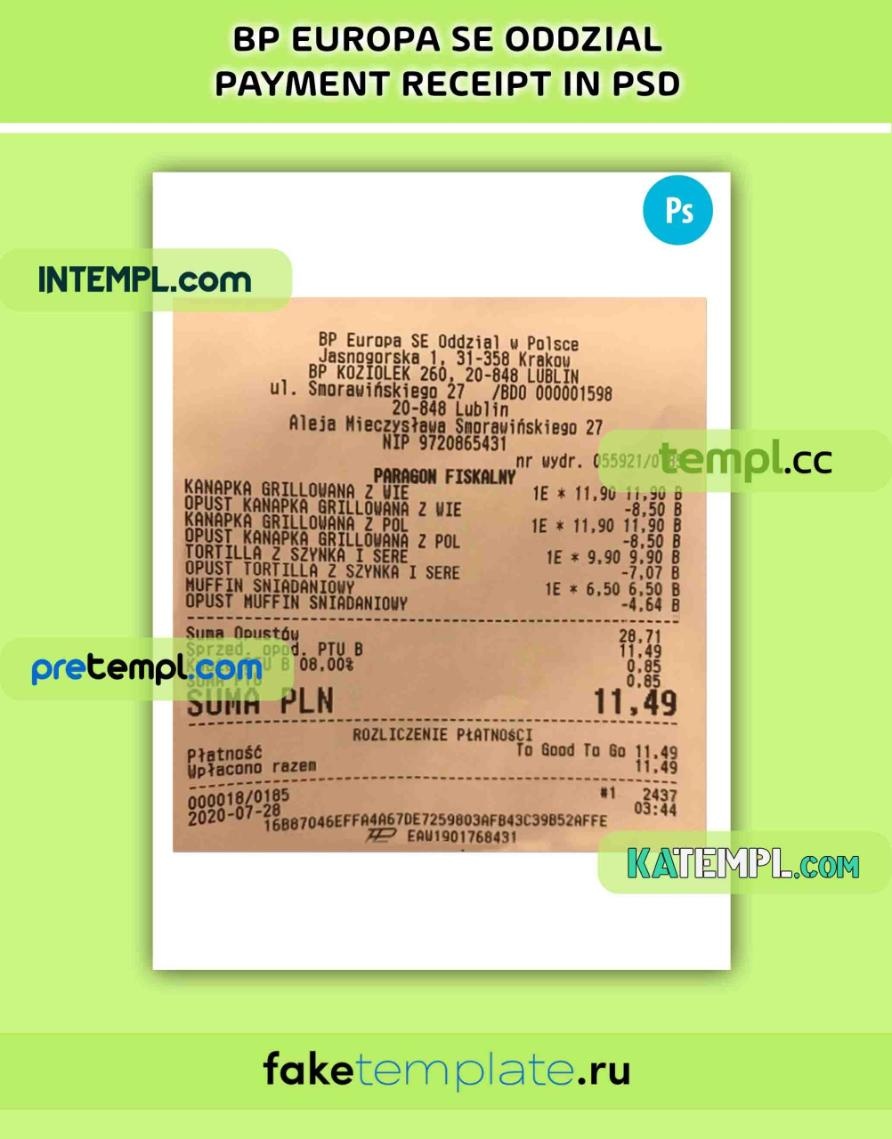 BP EUROPA SE ODDZIAL
PAYMENT RECEIPT IN PSD
Ps
INTEMPL.com
BP Europa SE Oddzial w Polsce
Jasnogorska 1, 31-358 Krakow
BP KOZIOLEK 260, 20-848 LUBLIN
ul. Smorawińskiego 27 /BDO 000001598
20-848 Lublin
Aleja Mieczysława Smorawińskiego 27
NIP 9720865431
nr wydr. 055921/0185
templ.cc
PARAGON FISKALNY
KANAPKA GRILLOWANA Z WIE 1E * 11,90 11,90 B
OPUST KANAPKA GRILLOWANA Z WIE -8,50 B
KANAPKA GRILLOWANA Z POL 1E * 11,90 11,90 B
OPUST KANAPKA GRILLOWANA Z POL -8,50 B
TORTILLA Z SZYNKA I SERE 1E * 9,90 9,90 B
OPUST TORTILLA Z SZYNKA I SERE -7,07 B
MUFFIN SNIADANIOWY 1E * 6,50 6,50 B
OPUST MUFFIN SNIADANIOWY -4,64 B
Suma Opustów 28,71
Sprzed. opod. PTU B 11,49
B 08,00% 0,85
SUMA PTU 0,85
pretempl.com
SUMA PLN 11,49
ROZLICZENIE PŁATNOŚCI
Płatność To Good To Go 11,49
Wpłacono razem 11,49
000018/0185 #1 2437
2020-07-28 03:44
16B87046EFFA4A67DE7259803AFB43C39B52AFFE
EAW1901768431
KATEMPL.COM
faketemplate.ru